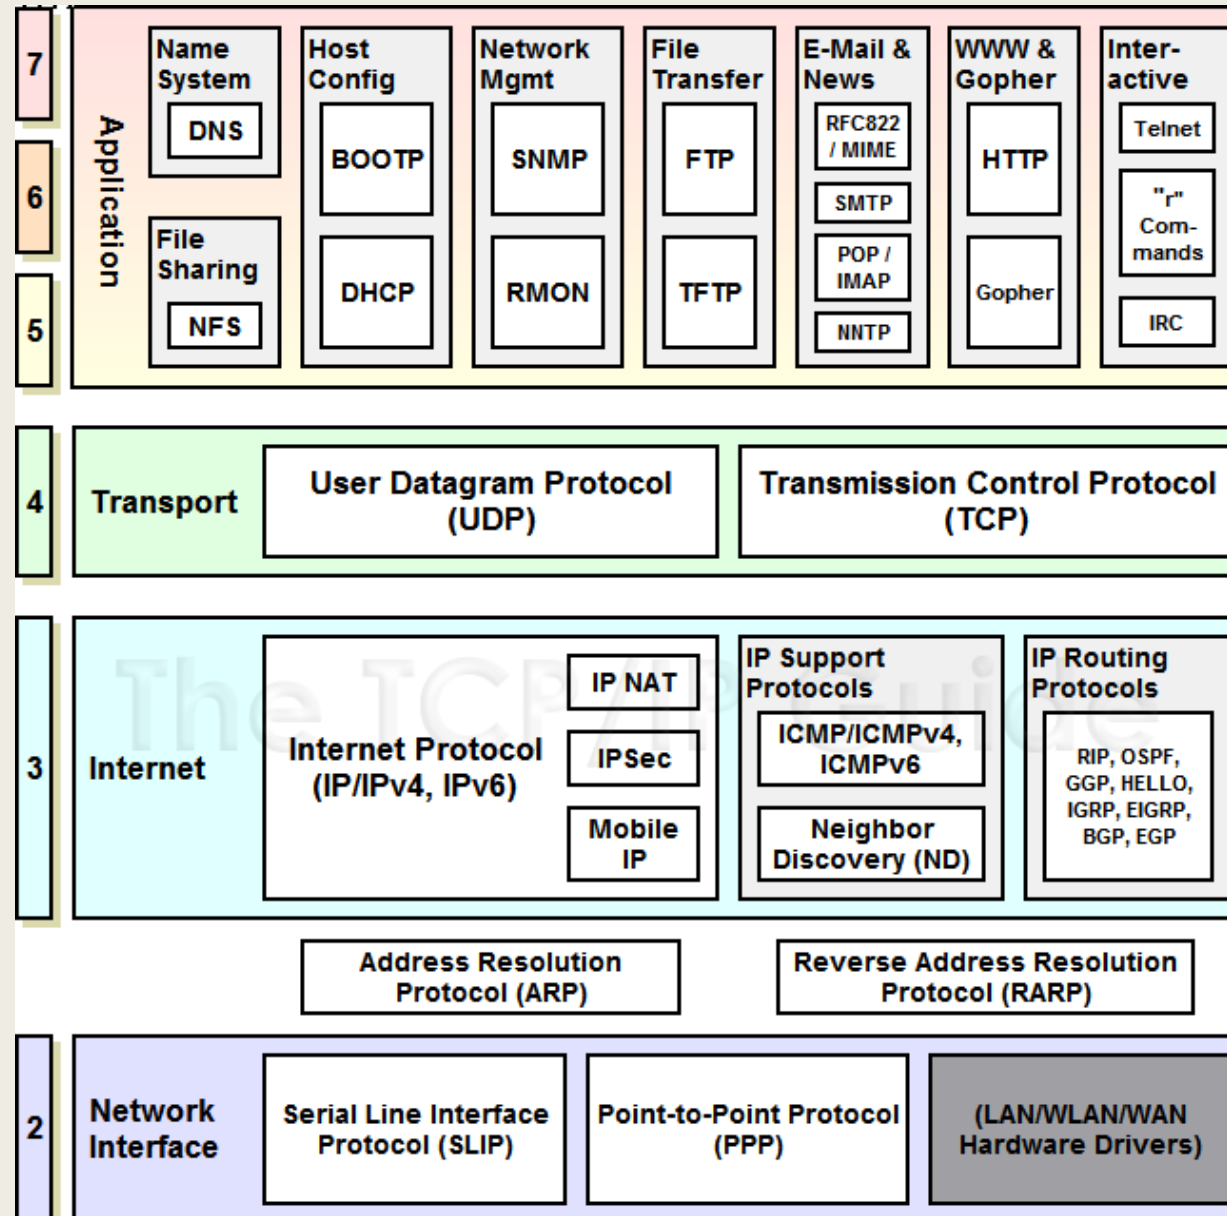 7
6
5
Application
Name
System
DNS
File
Sharing
NFS
Host
Config
BOOTP
DHCP
Network
Mgmt
SNMP
RMON
File
Transfer
FTP
TFTP
E-Mail &
News
RFC822
/ MIME
SMTP
POP /
IMAP
NNTP
WWW &
Gopher
HTTP
Gopher
Inter-
active
Telnet
"r"
Com-
mands
IRC
4
Transport
User Datagram Protocol
(UDP)
Transmission Control Protocol
(TCP)
The TCP/IP Guide
3
Internet
Internet Protocol
(IP/IPv4, IPv6)
IP NAT
IPSec
Mobile
IP
IP Support
Protocols
ICMP/ICMPv4,
ICMPv6
Neighbor
Discovery (ND)
IP Routing
Protocols
RIP, OSPF,
GGP, HELLO,
IGRP, EIGRP,
BGP, EGP
Address Resolution
Protocol (ARP)
Reverse Address Resolution
Protocol (RARP)
2
Network
Interface
Serial Line Interface
Protocol (SLIP)
Point-to-Point Protocol
(PPP)
(LAN/WLAN/WAN
Hardware Drivers)